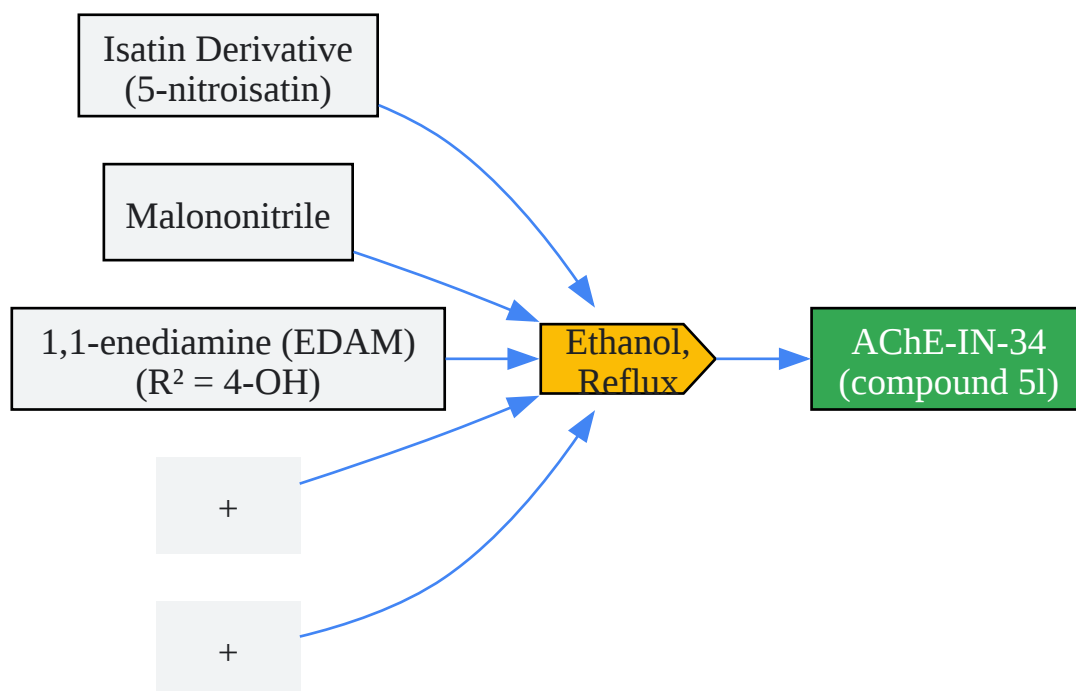 Isatin Derivative
(5-nitroisatin)
Malononitrile
1,1-enediamine (EDAM)
(R² = 4-OH)
+
+
Ethanol,
Reflux
AChE-IN-34
(compound 5l)